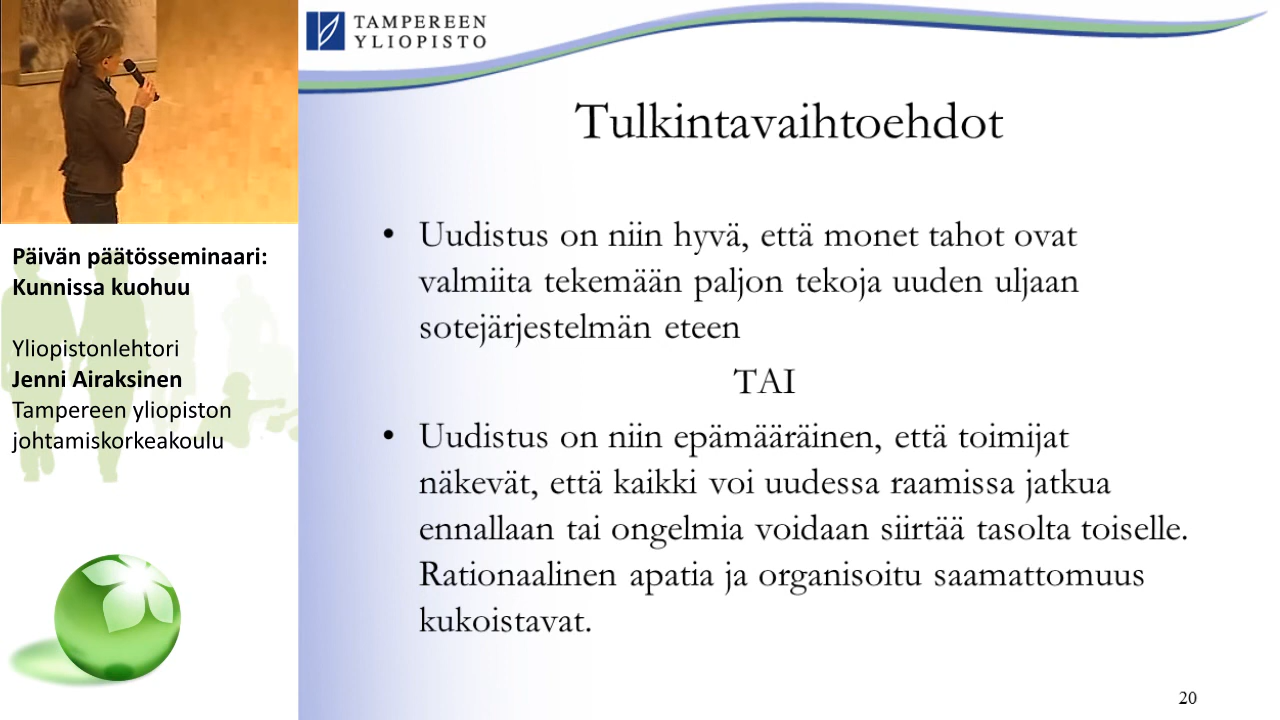 TAMPEREEN
YLIOPISTO
Päivän päätösseminaari:
Kunnissa kuohuu
Yliopistonlehtori
Jenni Airaksinen
Tampereen yliopiston
johtamiskorkeakoulu
Tulkintavaihtoehdot
• Uudistus on niin hyvä, että monet tahot ovat
valmiita tekemään paljon tekoja uuden uljaan
sotejärjestelmän eteen
TAI
• Uudistus on niin epämääräinen, että toimijat
näkevät, että kaikki voi uudessa raamissa jatkua
ennallaan tai ongelmia voidaan siirtää tasolta toiselle.
Rationaalinen apatia ja organisoitu saamattomuus
kukoistavat.
20